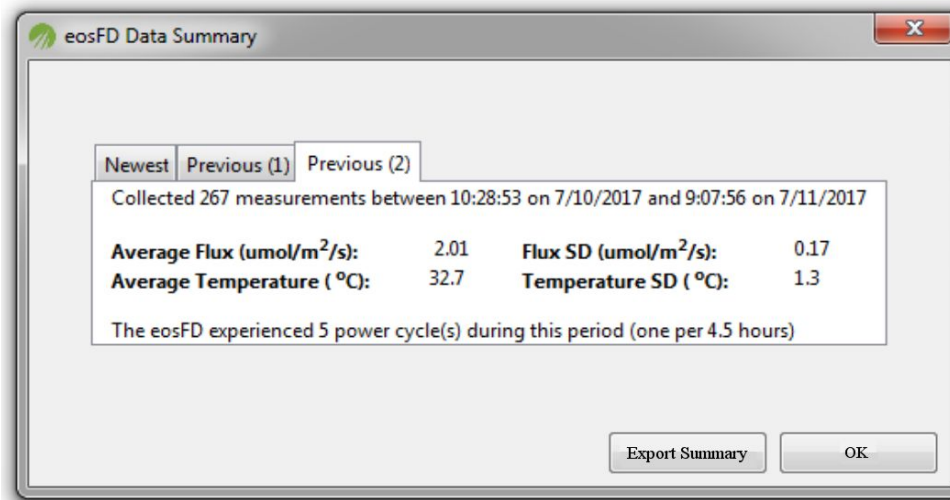 eosFD Data Summary
x
Newest Previous (1) Previous (2)
Collected 267 measurements between 10:28:53 on 7/10/2017 and 9:07:56 on 7/11/2017
Average Flux (umol/m²/s): 2.01 Flux SD (umol/m²/s): 0.17
Average Temperature ( ⁰C): 32.7 Temperature SD ( ⁰C): 1.3
The eosFD experienced 5 power cycle(s) during this period (one per 4.5 hours)
Export Summary OK